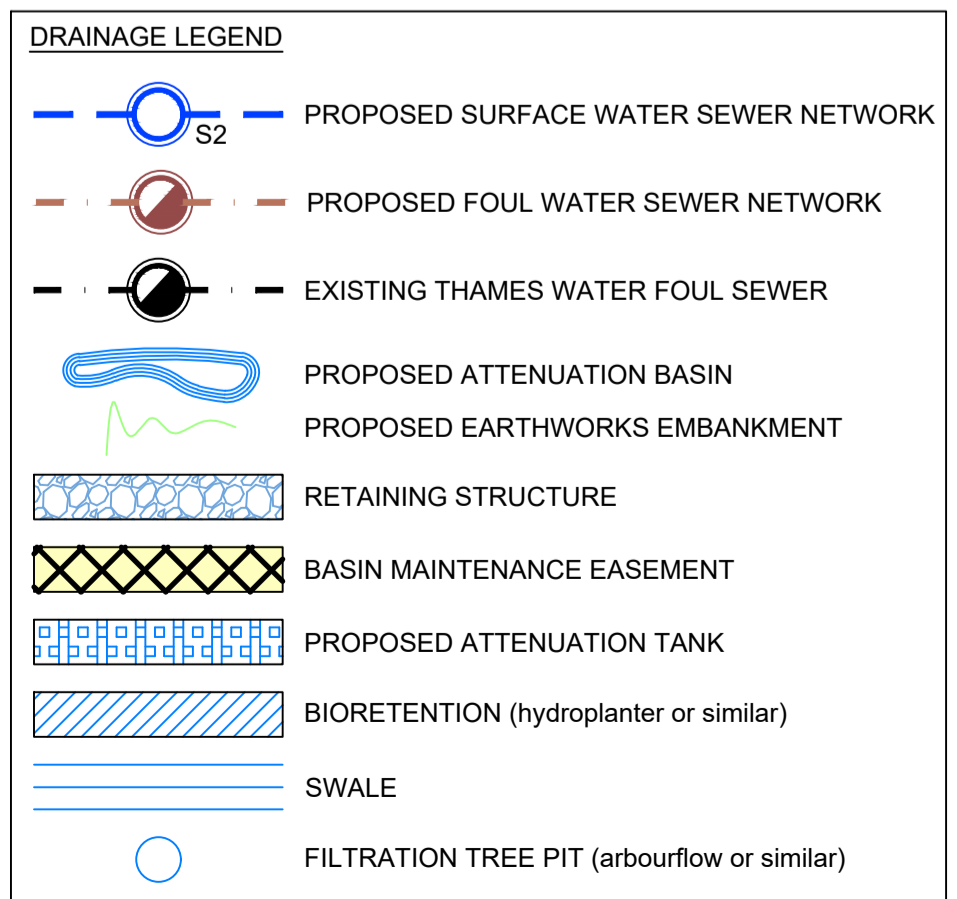 DRAINAGE LEGEND
S2
PROPOSED SURFACE WATER SEWER NETWORK
PROPOSED FOUL WATER SEWER NETWORK
EXISTING THAMES WATER FOUL SEWER
PROPOSED ATTENUATION BASIN
PROPOSED EARTHWORKS EMBANKMENT
RETAINING STRUCTURE
BASIN MAINTENANCE EASEMENT
PROPOSED ATTENUATION TANK
BIORETENTION (hydroplanter or similar)
SWALE
FILTRATION TREE PIT (arbourflow or similar)